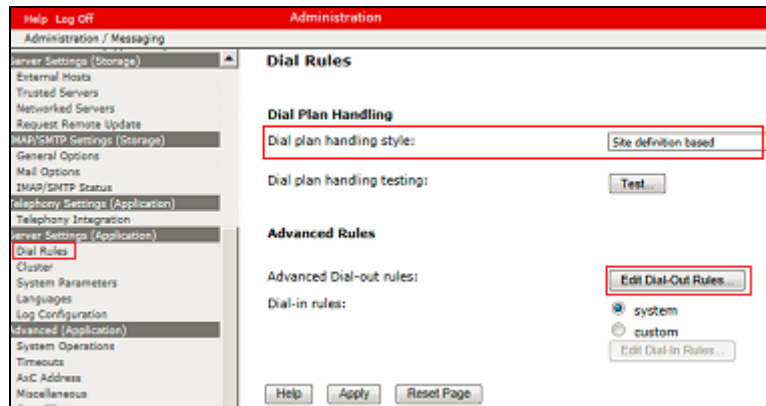 Help Log Off
Administration
Administration / Messaging
Server Settings (Storage)
External Hosts
Trusted Servers
Networked Servers
Request Remote Update
IMAP/SMTP Settings (Storage)
General Options
Mail Options
IMAP/SMTP Status
Telephony Settings (Application)
Telephony Integration
Server Settings (Application)
Dial Rules
Cluster
System Parameters
Languages
Log Configuration
Advanced (Application)
System Operations
Timeouts
AxC Address
Miscellaneous
Dial Rules
Dial Plan Handling
Dial plan handling style: Site definition based
Dial plan handling testing: Test...
Advanced Rules
Advanced Dial-out rules: Edit Dial-Out Rules...
Dial-in rules: system
custom
Edit Dial-In Rules...
Help Apply Reset Page